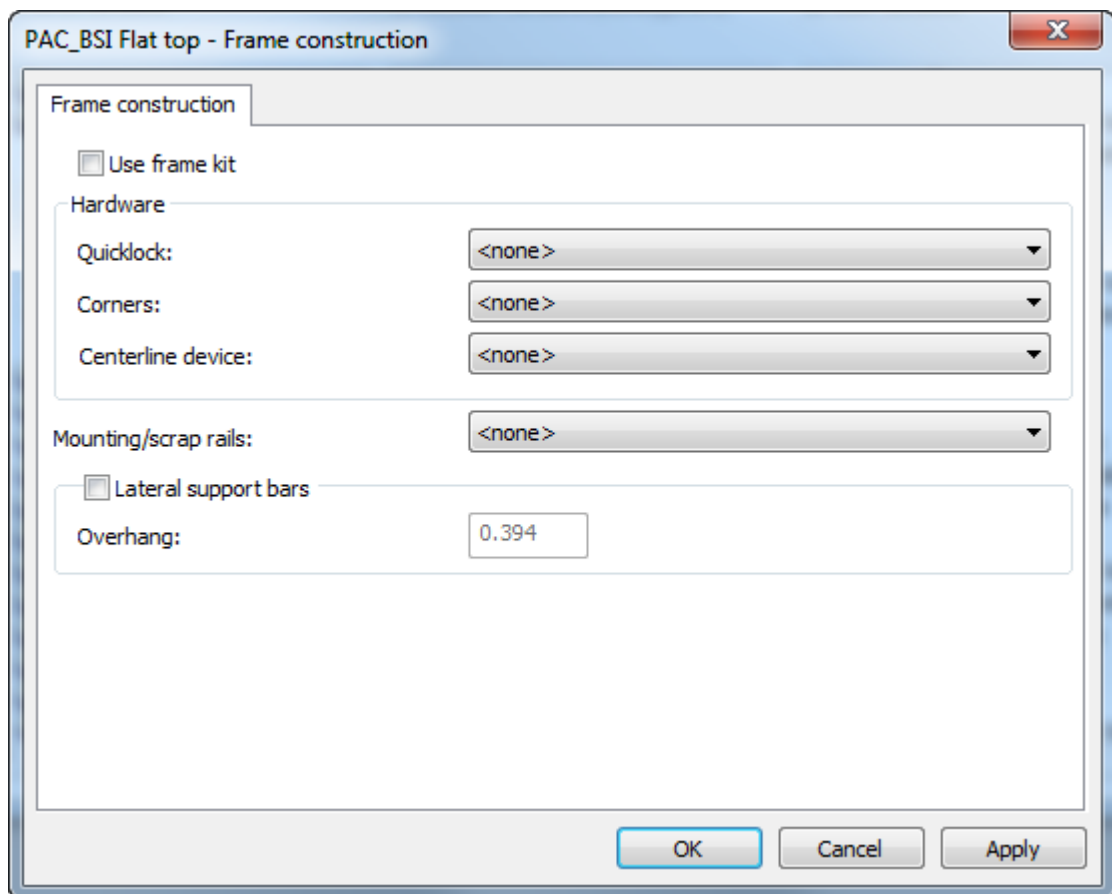 PAC_BSI Flat top - Frame construction
Frame construction
Use frame kit
Hardware
Quicklock: <none>
Corners: <none>
Centerline device: <none>
Mounting/scrap rails: <none>
Lateral support bars
Overhang: 0.394
OK Cancel Apply